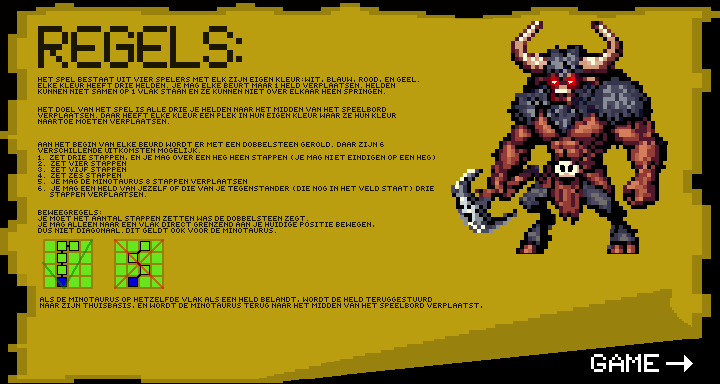 REGELS:
HET SPEL BESTAAT UIT VIER SPELERS MET ELK ZIJN EIGEN KLEUR: WIT, BLAUW, ROOD, EN GEEL.
ELKE KLEUR HEEFT DRIE HELDEN. JE MAG ELKE BEURT MAAR 1 HELD VERPLAATSEN. HELDEN
KUNNEN NIET SAMEN OP 1 VLAK STAAN EN ZE KUNNEN NIET OVER ELKAAR HEEN SPRINGEN.
HET DOEL VAN HET SPEL IS ALLE DRIE JE HELDEN NAAR HET MIDDEN VAN HET SPEELBORD
VERPLAATSEN. DAAR HEEFT ELKE KLEUR EEN PLEK IN HUN EIGEN KLEUR WAAR ZE HUN KLEUR
NAARTOE MOETEN VERPLAATSEN.
AAN HET BEGIN VAN ELKE BEURD WORDT ER MET EEN DOBBELSTEEN GEROLD. DAAR ZIJN 6
VERSCHILLENDE UITKOMSTEN MOGELIJK.
1. ZET DRIE STAPPEN, EN JE MAG OVER EEN HEG HEEN STAPPEN (JE MAG NIET EINDIGEN OP EEN HEG)
2. ZET VIER STAPPEN
3. ZET VIJF STAPPEN
4. ZET ZES STAPPEN
5. JE MAG DE MINOTAURUS 8 STAPPEN VERPLAATSEN
6. JE MAG EEN HELD VAN JEZELF OF DIE VAN JE TEGENSTANDER (DIE NOG IN HET VELD STAAT) DRIE
STAPPEN VERPLAATSEN.
BEWEEGREGELS:
JE MOET HET AANTAL STAPPEN ZETTEN WAS DE DOBBELSTEEN ZEGT.
JE MAG ALLEEN NAAR EEN VLAK DIRECT GRENZEND AAN JE HUIDIGE POSITIE BEWEGEN.
DUS NIET DIAGONAAL. DIT GELDT OOK VOOR DE MINOTAURUS.
ALS DE MINOTAURUS OP HETZELFDE VLAK ALS EEN HELD BELANDT, WORDT DE HELD TERUGGESTUURD
NAAR ZIJN THUISBASIS, EN WORDT DE MINOTAURUS TERUG NAAR HET MIDDEN VAN HET SPEELBORD VERPLAATST.
GAME →